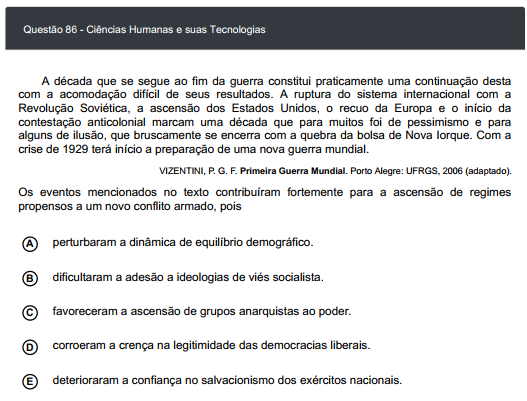 Questão 86 - Ciências Humanas e suas Tecnologias
A década que se segue ao fim da guerra constitui praticamente uma continuação desta
com a acomodação difícil de seus resultados. A ruptura do sistema internacional com a
Revolução Soviética, a ascensão dos Estados Unidos, o recuo da Europa e o início da
contestação anticolonial marcam uma década que para muitos foi de pessimismo e para
alguns de ilusão, que bruscamente se encerra com a quebra da bolsa de Nova Iorque. Com a
crise de 1929 terá início a preparação de uma nova guerra mundial.
VIZENTINI, P. G. F. Primeira Guerra Mundial. Porto Alegre: UFRGS, 2006 (adaptado).
Os eventos mencionados no texto contribuíram fortemente para a ascensão de regimes
propensos a um novo conflito armado, pois
A perturbaram a dinâmica de equilíbrio demográfico.
B dificultaram a adesão a ideologias de viés socialista.
C favoreceram a ascensão de grupos anarquistas ao poder.
D corroeram a crença na legitimidade das democracias liberais.
E deterioraram a confiança no salvacionismo dos exércitos nacionais.